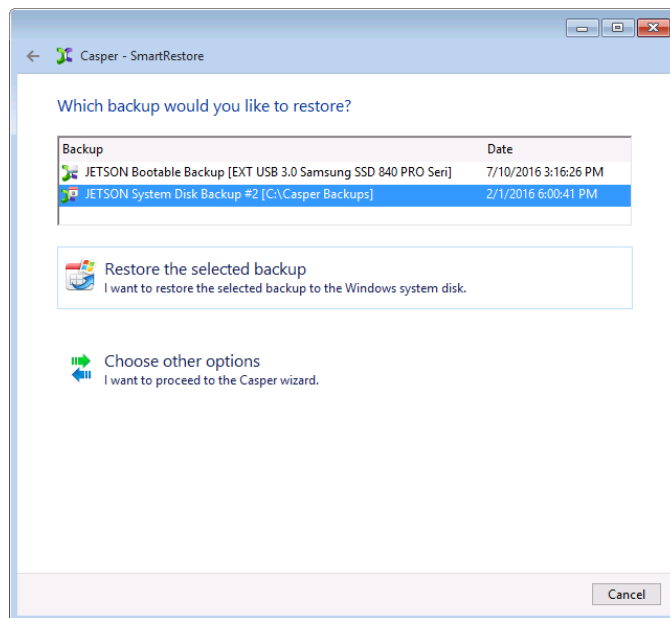 Casper - SmartRestore
Which backup would you like to restore?
Backup Date
JETSON Bootable Backup [EXT USB 3.0 Samsung SSD 840 PRO Seri] 7/10/2016 3:16:26 PM
JETSON System Disk Backup #2 [C:\Casper Backups] 2/1/2016 6:00:41 PM
Restore the selected backup
I want to restore the selected backup to the Windows system disk.
Choose other options
I want to proceed to the Casper wizard.
Cancel